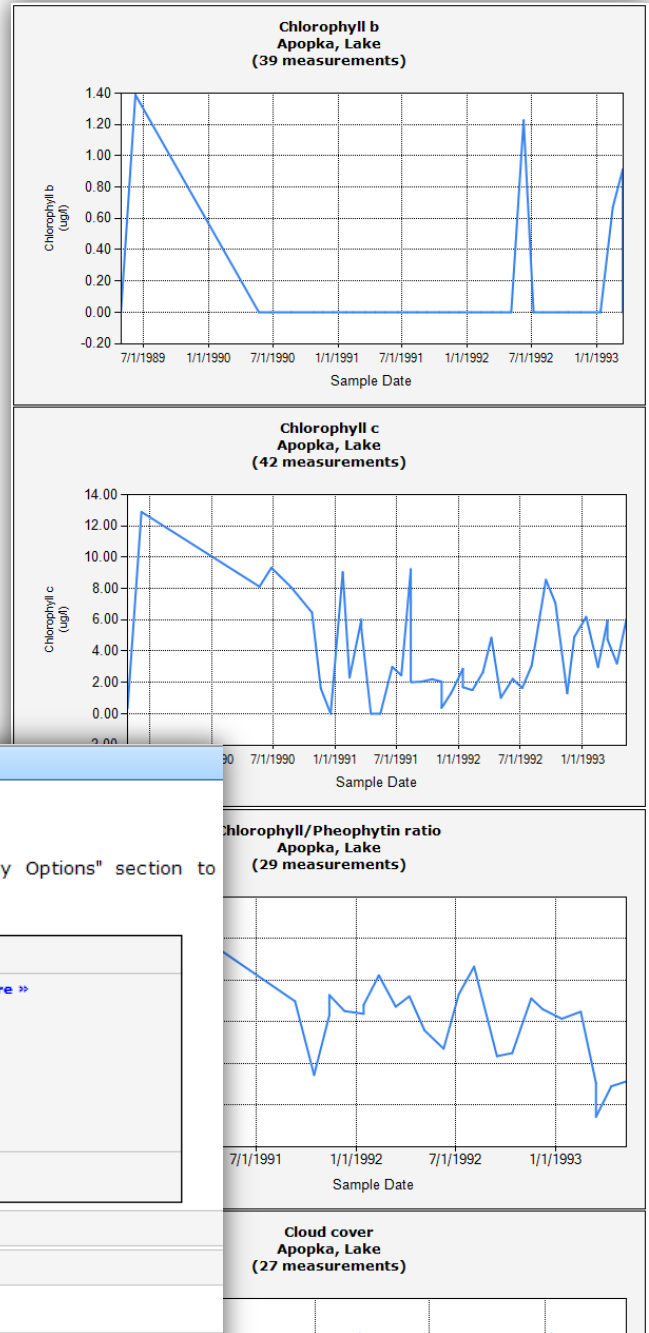 Chlorophyll b
Apopka, Lake
(39 measurements)
1.40
1.20
1.00
0.80
0.60
0.40
0.20
0.00
-0.20
Chlorophyll b
(ug/l)
7/1/1989 1/1/1990 7/1/1990 1/1/1991 7/1/1991 1/1/1992 7/1/1992 1/1/1993
Sample Date
Chlorophyll c
Apopka, Lake
(42 measurements)
14.00
12.00
10.00
8.00
6.00
4.00
2.00
0.00
Chlorophyll c
(ug/l)
90 7/1/1990 1/1/1991 7/1/1991 1/1/1992 7/1/1992 1/1/1993
Sample Date
y Options" section to
re »
hlorophyll/Pheophytin ratio
Apopka, Lake
(29 measurements)
7/1/1991 1/1/1992 7/1/1992 1/1/1993
Sample Date
Cloud cover
Apopka, Lake
(27 measurements)